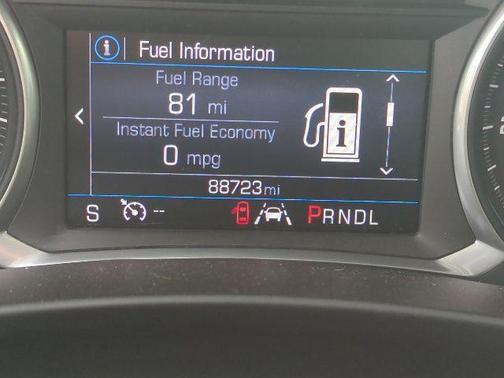 Fuel Information
Fuel Range
81 mi
Instant Fuel Economy
0 mpg
88723mi
S -- PRNDL